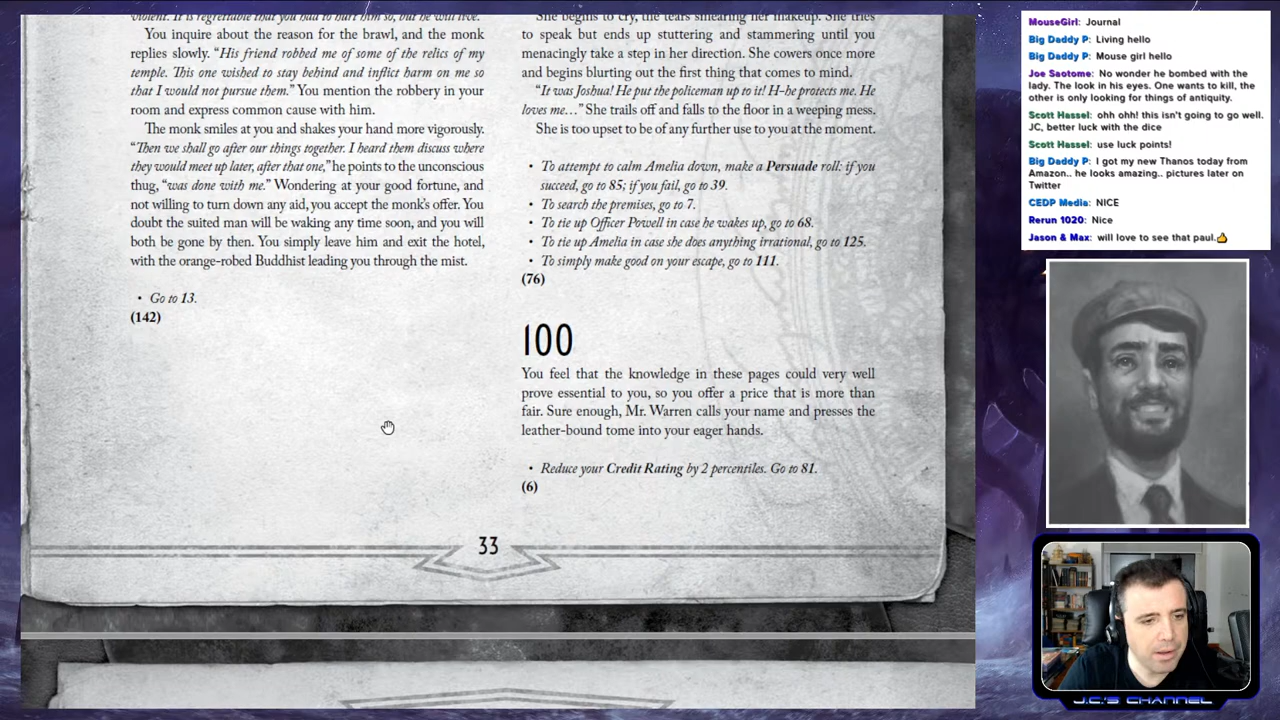 violent. It is regrettable that you had to hurt him so, but he will live."
You inquire about the reason for the evil, and the monk
replies slowly. "His friend robbed me of one of the relics of my
temple. This one wished to stay behind and inflict harm on me so
that I would not pursue them." You mention the robbery in your
room and express common cause with him.
The monk smiles at you and shakes your hand more vigorously.
"Then we shall go after our things together. I heard them discuss where
they would meet up later, after that one," he points to the unconscious
thug, "was done with me." Wondering at your good fortune, and
not willing to turn down any aid, you accept the monk's offer. You
doubt the suited man will be waking up soon, and you will
both be gone by then. You simply leave him and exit the hotel,
with the orange-robed Buddhist leading you through the mist.
• Go to 13.
(142)
She begins to cry, the tears smearing her makeup. She tries
to speak but ends up stuttering and stammering until you
menacingly take a step in her direction. She covers once more
and begins blurting out the first thing that comes to mind.
"It was Joshua! He put the policeman up to it! H–he protects me. He
loves me…" She trails off and falls to the floor in a weeping mess.
She is too upset to be of any further use to you at the moment.
• To attempt to calm Amelia down, make a Persuade roll: if you
succeed, go to 85; if you fail, go to 39.
• To search the premises, go to 7.
• To tie up Officer Powell in case he wakes up, go to 68.
• To tie up Amelia in case she does anything irrational, go to 125.
• To simply make good on your escape, go to 111.
(76)
100
You feel that the knowledge in these pages could very well
prove essential to you, so you offer a price that is more than
fair. Sure enough, Mr. Warren calls your name and presses the
leather-bound tome into your eager hands.
• Reduce your Credit Rating by 2 percentiles. Go to 81.
(6)
33
MouseGirl: Journal
Big Daddy P: Living hello
Big Daddy P: Mouse girl hello
Joe Saotome: No wonder he bombed with the
lady. The look in his eyes. One wants to kill, the
other is only looking for things of antiquity.
Scott Hassel: ohh ohh! this isn't going to go well.
JC, better luck with the dice
Scott Hassel: use luck points!
Big Daddy P: I got my new Thanos today from
Amazon.. he looks amazing.. pictures later on
Twitter
CEDP Media: NICE
Rerun 1020: Nice
Jason & Max: will love to see that paul.👍
J.C.'S CHANNEL